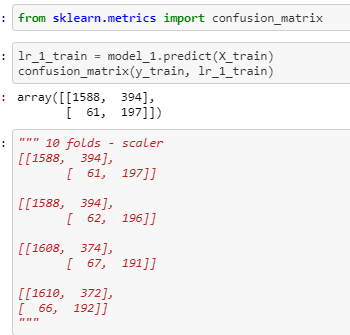 : from sklearn.metrics import confusion_matrix
: lr_1_train = model_1.predict(X_train)
confusion_matrix(y_train, lr_1_train)
: array([[1588, 394],
[ 61, 197]])
: """ 10 folds - scaler
[[1588, 394],
[ 61, 197]]
[[1588, 394],
[ 62, 196]]
[[1608, 374],
[ 67, 191]]
[[1610, 372],
[ 66, 192]]
"""